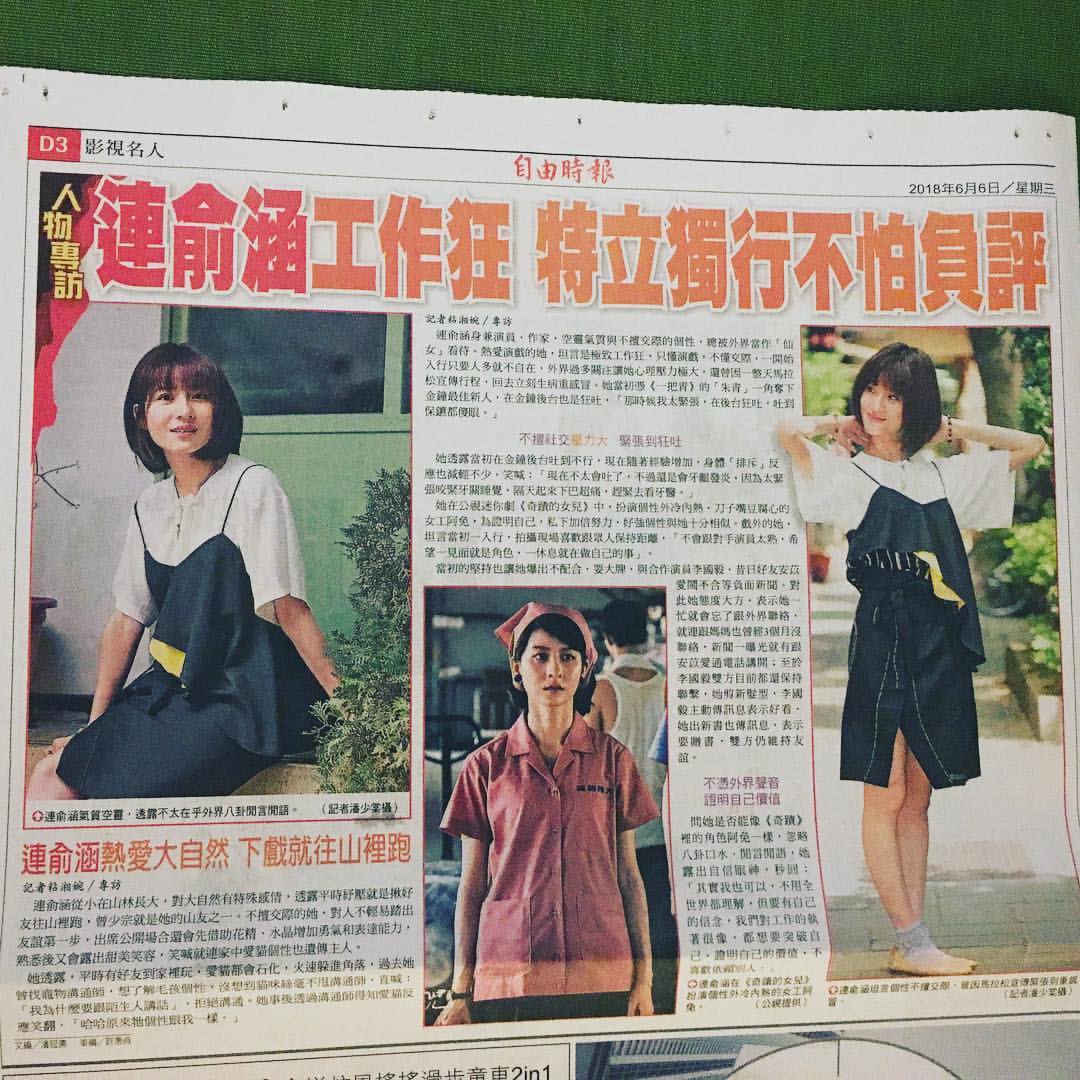 D3 影視名人
自由時報
2018年6月6日／星期三
人物專訪
連俞涵工作狂 特立獨行不怕負評
記者粘湘婉／專訪
連俞涵身兼演員、作家，空靈氣質與不擅交際的個性，總被外界當作「仙
女」看待。熱愛演戲的她，坦言是極致工作狂，只懂演戲，不懂交際，一開始
入行只要人多就不自在，外界過多關注讓她心理壓力極大，還曾因一整天馬拉
松宣傳行程，回去立刻生病重感冒。她當初憑《一把青》的「朱青」一角奪下
金鐘最佳新人，在金鐘後台也是狂吐，「那時候我太緊張，在後台狂吐，吐到
保鑣都傻眼。」
不擅社交壓力大 緊張到狂吐
她透露當初在金鐘後台吐到不行，現在隨著經驗增加，身體「排斥」反
應也減輕不少，笑喊：「現在不太會吐了，不過還是會牙齦發炎，因為太緊
張咬緊牙關睡覺，隔天起來下巴超痛，趕緊去看牙醫。」
她在公視迷你劇《奇蹟的女兒》中，扮演個性外冷內熱、刀子嘴豆腐心的
女工阿免，為證明自己，私下加倍努力，好強個性與她十分相似。戲外的她，
坦言當初一入行，拍攝現場喜歡跟眾人保持距離，「不會跟對手演員太熟，希
望一見面就是角色，一休息就在做自己的事」。
當初的堅持也讓她爆出不配合、耍大牌，與合作演員李國毅、昔日好友安苡
愛鬧不合等負面新聞，對
此她態度大方，表示她一
忙就會忘了跟外界聯絡，
就連跟媽媽也曾經3個月沒
聯絡，新聞一曝光就有跟
安苡愛通電話講開；至於
李國毅雙方目前都還保持
聯繫，她剪新髮型，李國
毅主動傳訊息表示好看，
她出新書也傳訊息，表示
要贈書，雙方仍維持友
誼。
不憑外界聲音
證明自己價值
問她是否能像《奇蹟》
裡的角色阿免一樣，忽略
八卦口水、閒言閒語，她
露出自信眼神，秒回：
「其實我也可以，不用全
世界都理解，但要有自己
的信念，我們對工作的執
著很像，都想要突破自
己，證明自己的價值，不
喜歡依賴別人。」
連俞涵氣質空靈，透露不太在乎外界八卦閒言閒語。 （記者潘少棠攝）
連俞涵熱愛大自然 下戲就往山裡跑
記者粘湘婉／專訪
連俞涵從小在山林長大，對大自然有特殊感情，透露平時紓壓就是揪好
友往山裡跑，曾少宗就是她的山友之一。不擅交際的她，對人不輕易踏出
友誼第一步，出席公開場合還會先借助花精、水晶增加勇氣和表達能力，
熟悉後又會露出甜美笑容，笑喊就連家中愛貓個性也遺傳主人。
她透露，平時有好友到家裡玩，愛貓都會石化，火速躲進角落，過去她
曾找寵物溝通師，想了解毛孩個性，沒想到貓咪絲毫不甩溝通師，直喊：
「我為什麼要跟陌生人講話」，拒絕溝通。她事後透過溝通師得知愛貓反
應笑翻，「哈哈原來牠個性跟我一樣。」
連俞涵在《奇蹟的女兒》
扮演個性外冷內熱的女工阿
免。 （公視提供）
連俞涵坦言個性不擅交際，曾因馬拉松宣傳緊張到重感
冒。 （記者潘少棠攝）
2in1